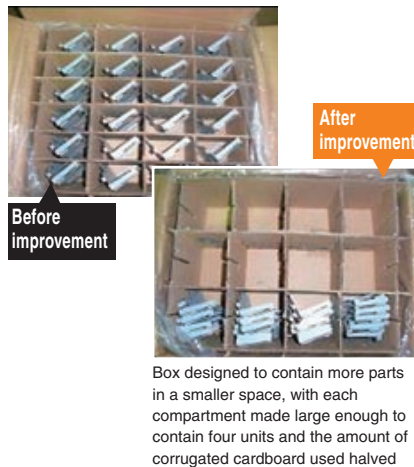 After
improvement
Before
improvement
Box designed to contain more parts
in a smaller space, with each
compartment made large enough to
contain four units and the amount of
corrugated cardboard used halved